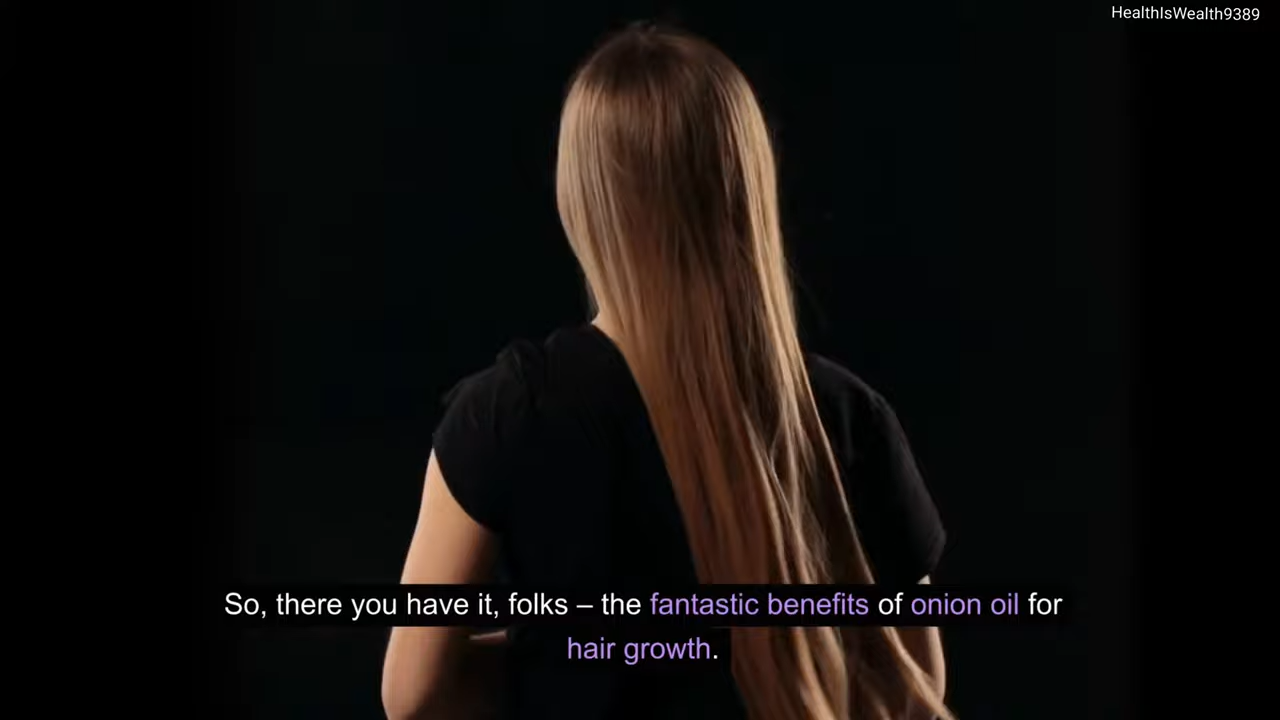 HealthIsWealth9389
So, there you have it, folks – the fantastic benefits of onion oil for
hair growth.